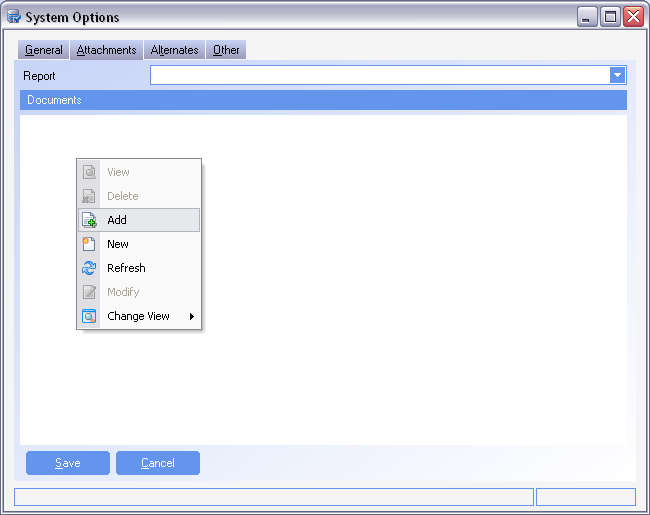 System Options
General Attachments Alternates Other
Report
Documents
View
Delete
Add
New
Refresh
Modify
Change View
Save Cancel